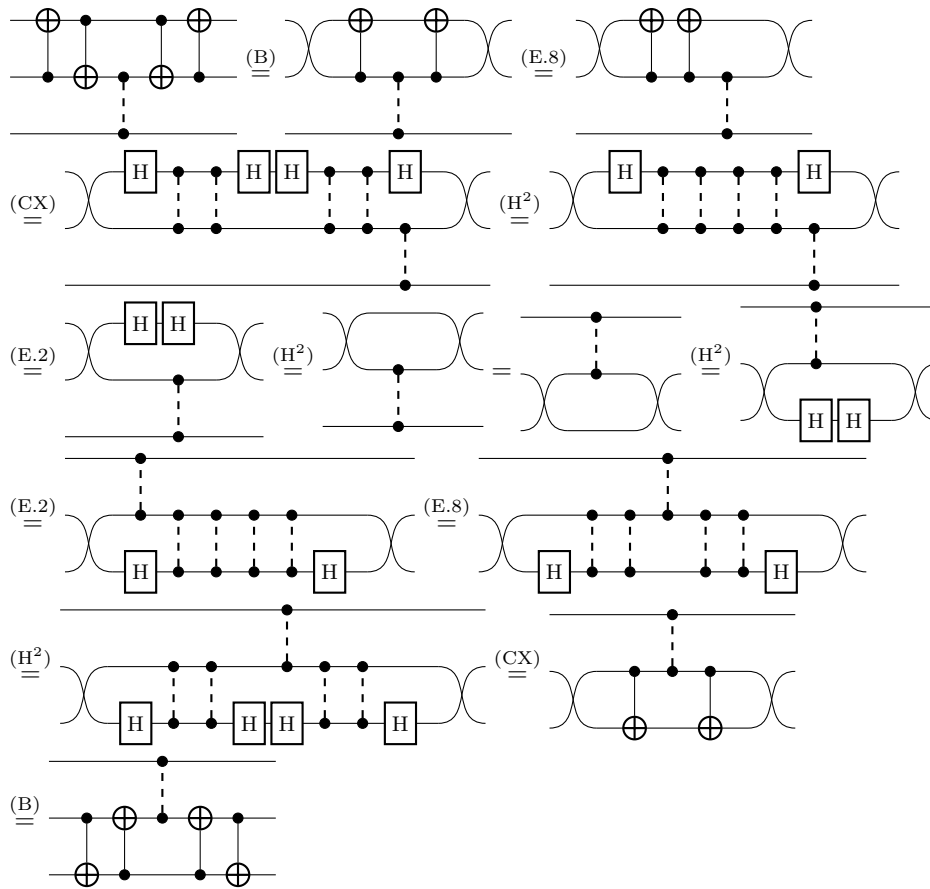 (B) = (E.8) =
(CX) = H H H H (H²) = H H
(E.2) = H H (H²) = = (H²) = H H
(E.2) = H H (E.8) = H H
(H²) = H H H H (CX) =
(B) =